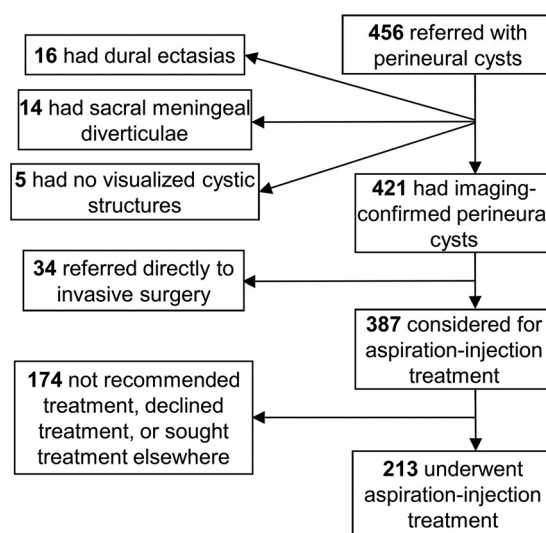 456 referred with
perineural cysts
16 had dural ectasias
14 had sacral meningeal
diverticulae
5 had no visualized cystic
structures
421 had imaging-
confirmed perineura
cysts
34 referred directly to
invasive surgery
387 considered for
aspiration-injection
treatment
174 not recommended
treatment, declined
treatment, or sought
treatment elsewhere
213 underwent
aspiration-injection
treatment